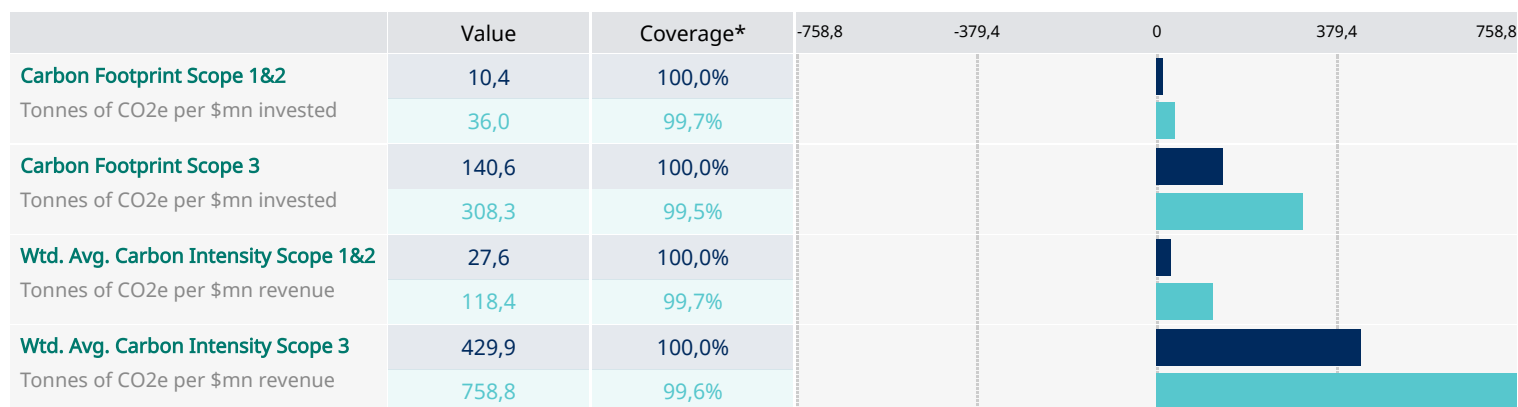 Value Coverage* -758,8 -379,4 0 379,4 758,8
Carbon Footprint Scope 1&2 10,4 100,0%
Tonnes of CO2e per $mn invested 36,0 99,7%
Carbon Footprint Scope 3 140,6 100,0%
Tonnes of CO2e per $mn invested 308,3 99,5%
Wtd. Avg. Carbon Intensity Scope 1&2 27,6 100,0%
Tonnes of CO2e per $mn revenue 118,4 99,7%
Wtd. Avg. Carbon Intensity Scope 3 429,9 100,0%
Tonnes of CO2e per $mn revenue 758,8 99,6%